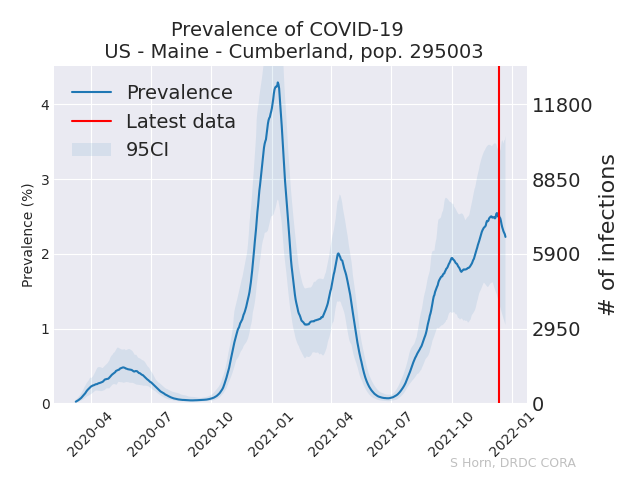 Prevalence of COVID-19
US - Maine - Cumberland, pop. 295003
Prevalence
Latest data
95CI
Prevalence (%)
4
3
2
1
0
11800
8850
5900
2950
0
# of infections
2020-04
2020-07
2020-10
2021-01
2021-04
2021-07
2021-10
2022-01
S Horn, DRDC CORA